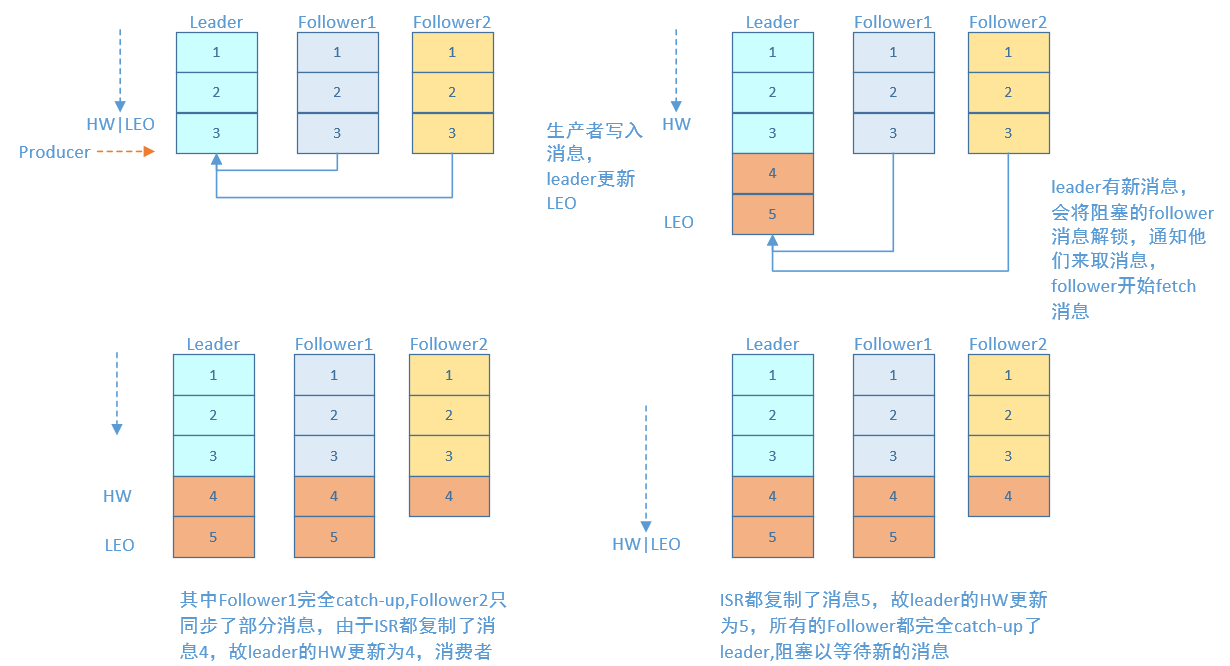 Leader Follower1 Follower2
1 1 1
2 2 2
HW|LEO
3 3 3
Producer
Leader Follower1 Follower2
1 1 1
2 2 2
HW
3 3 3
4
5
LEO
生产者写入
消息，
leader更新
LEO
leader有新消息，
会将阻塞的follower
消息解锁，通知他
们来取消息，
follower开始fetch
消息
Leader Follower1 Follower2
1 1 1
2 2 2
3 3 3
HW 4 4 4
LEO 5 5
其中Follower1完全catch-up,Follower2只
同步了部分消息，由于ISR都复制了消
息4，故leader的HW更新为4，消费者
Leader Follower1 Follower2
1 1 1
2 2 2
3 3 3
4 4 4
HW|LEO 5 5
ISR都复制了消息5，故leader的HW更新
为5，所有的Follower都完全catch-up了
leader,阻塞以等待新的消息